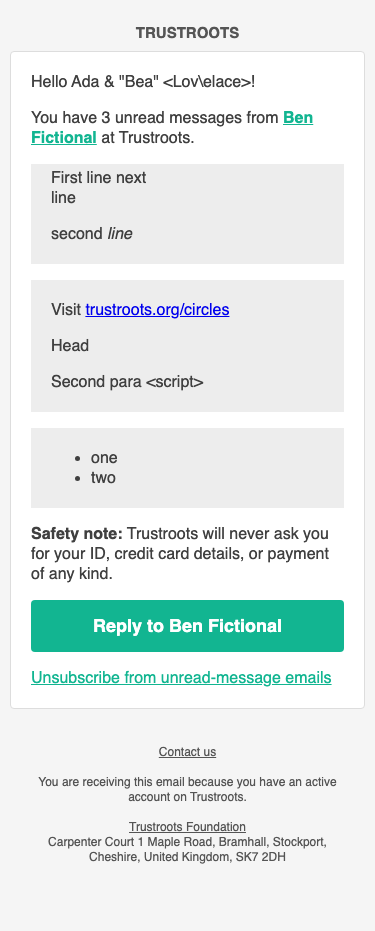 TRUSTROOTS
Hello Ada & "Bea" <Lov\elace>!
You have 3 unread messages from Ben
Fictional at Trustroots.
First line next
line
second line
Visit trustroots.org/circles
Head
Second para <script>
• one
• two
Safety note: Trustroots will never ask you
for your ID, credit card details, or payment
of any kind.
Reply to Ben Fictional
Unsubscribe from unread-message emails
Contact us
You are receiving this email because you have an active
account on Trustroots.
Trustroots Foundation
Carpenter Court 1 Maple Road, Bramhall, Stockport,
Cheshire, United Kingdom, SK7 2DH